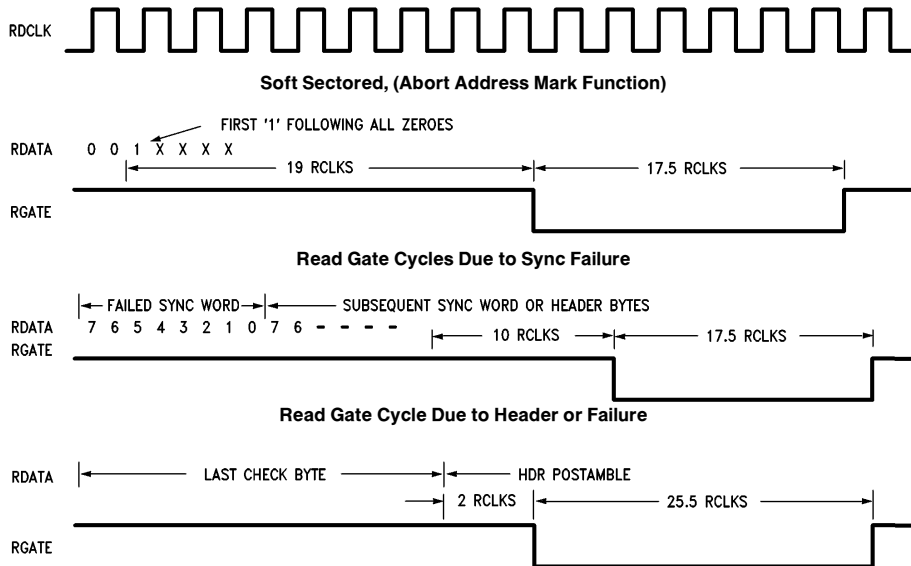 RDCLK
Soft Sectored, (Abort Address Mark Function)
FIRST '1' FOLLOWING ALL ZEROES
RDATA 0 0 1 X X X X
19 RCLKS 17.5 RCLKS
RGATE
Read Gate Cycles Due to Sync Failure
FAILED SYNC WORD SUBSEQUENT SYNC WORD OR HEADER BYTES
RDATA 7 6 5 4 3 2 1 0 7 6 - - - -
10 RCLKS 17.5 RCLKS
RGATE
Read Gate Cycle Due to Header or Failure
RDATA LAST CHECK BYTE HDR POSTAMBLE
2 RCLKS 25.5 RCLKS
RGATE